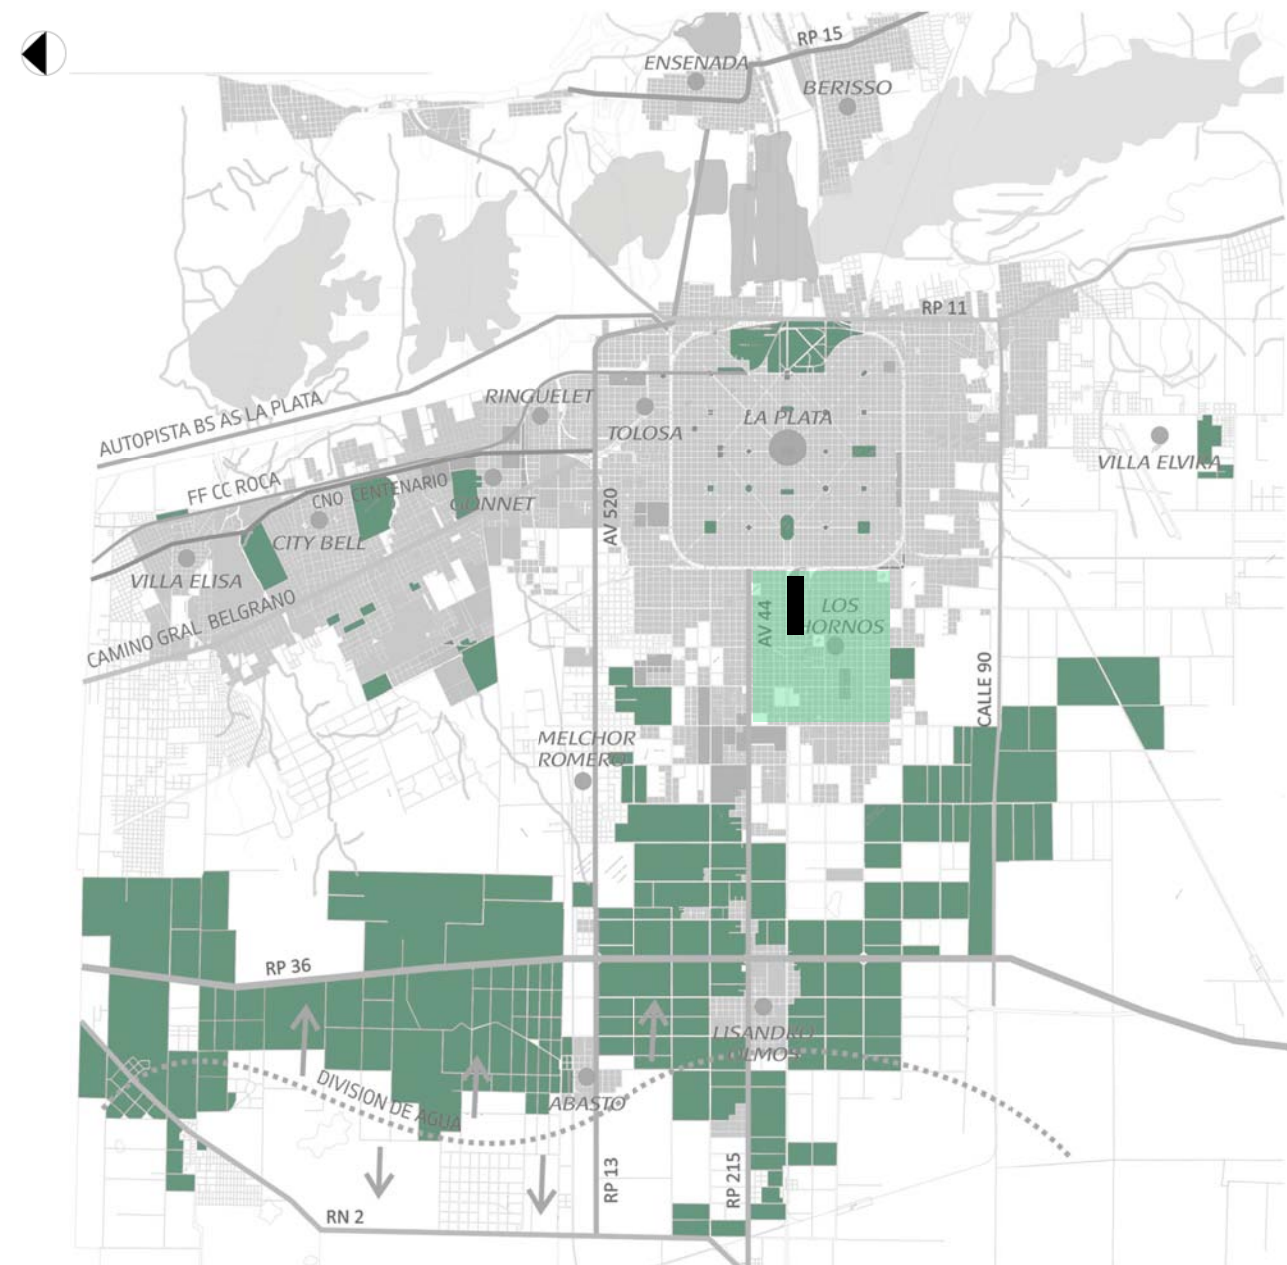 RP 15
ENSENADA
BERISSO
RP 11
AUTOPISTA BS AS LA PLATA
RINGUELET
TOLOSA
LA PLATA
VILLA ELVIRA
FF CC ROCA
CNO CENTENARIO
GONNET
AV 520
CITY BELL
VILLA ELISA
CAMINO GRAL BELGRANO
AV 44
LOS
HORNOS
CALLE 90
MELCHOR
ROMERO
RP 36
LISANDRO
OLMOS
DIVISION DE AGUA
ABASTO
RP 13
RP 215
RN 2